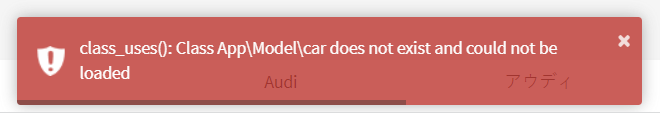 class_uses(): Class App\Model\car does not exist and could not be
loaded
Audi アウディ